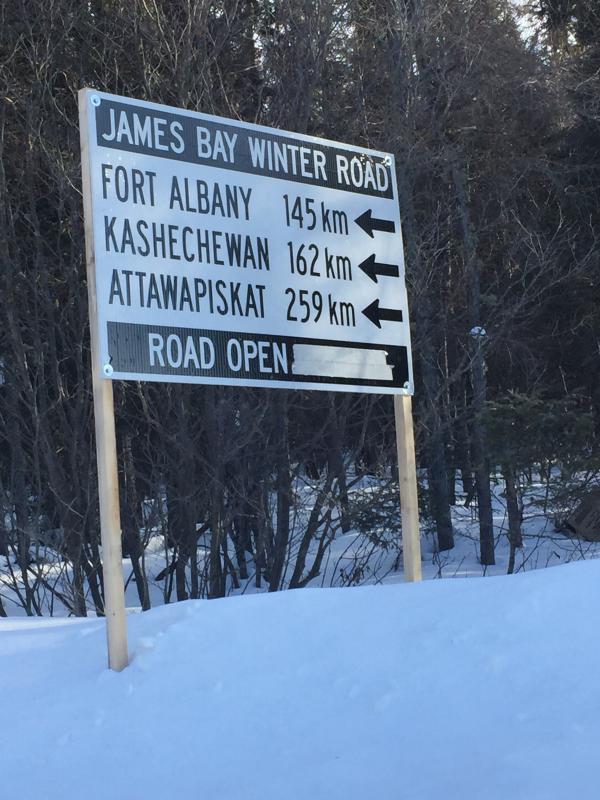 JAMES BAY WINTER ROAD
FORT ALBANY 145 km
KASHECHEWAN 162 km
ATTAWAPISKAT 259 km
ROAD OPEN